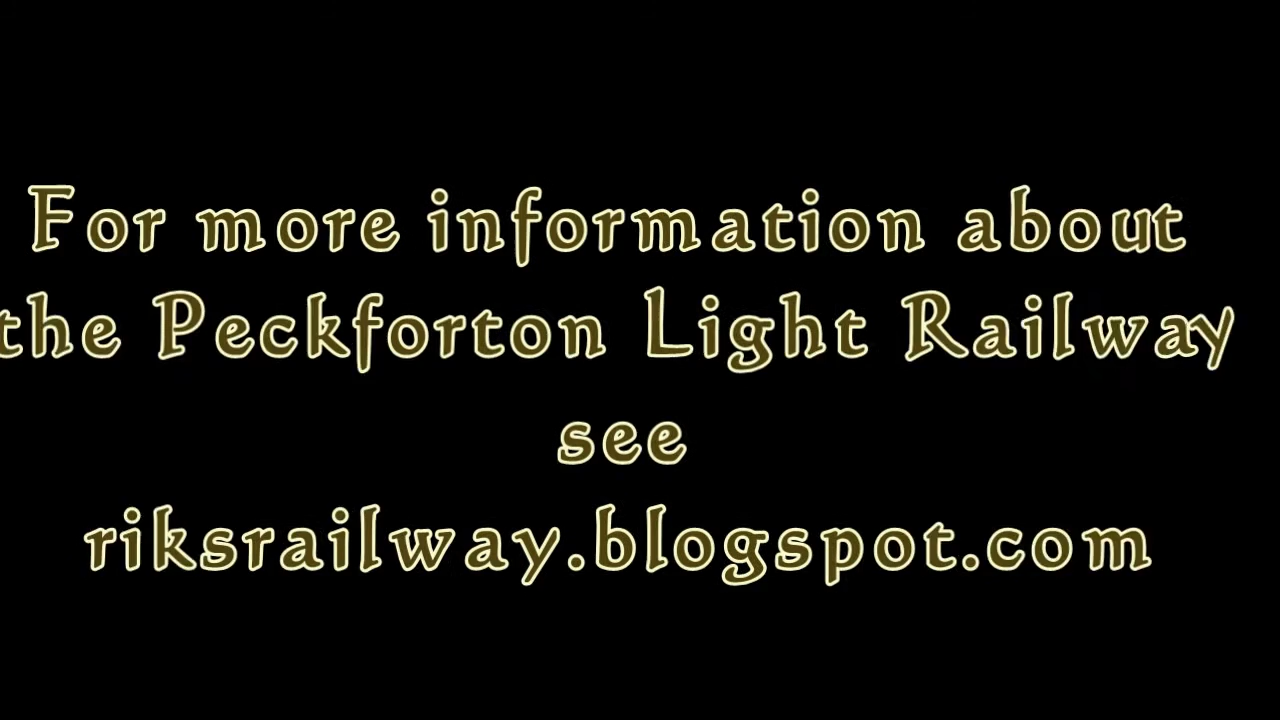 For more information about
the Peckforton Light Railway
see
riksrailway.blogspot.com